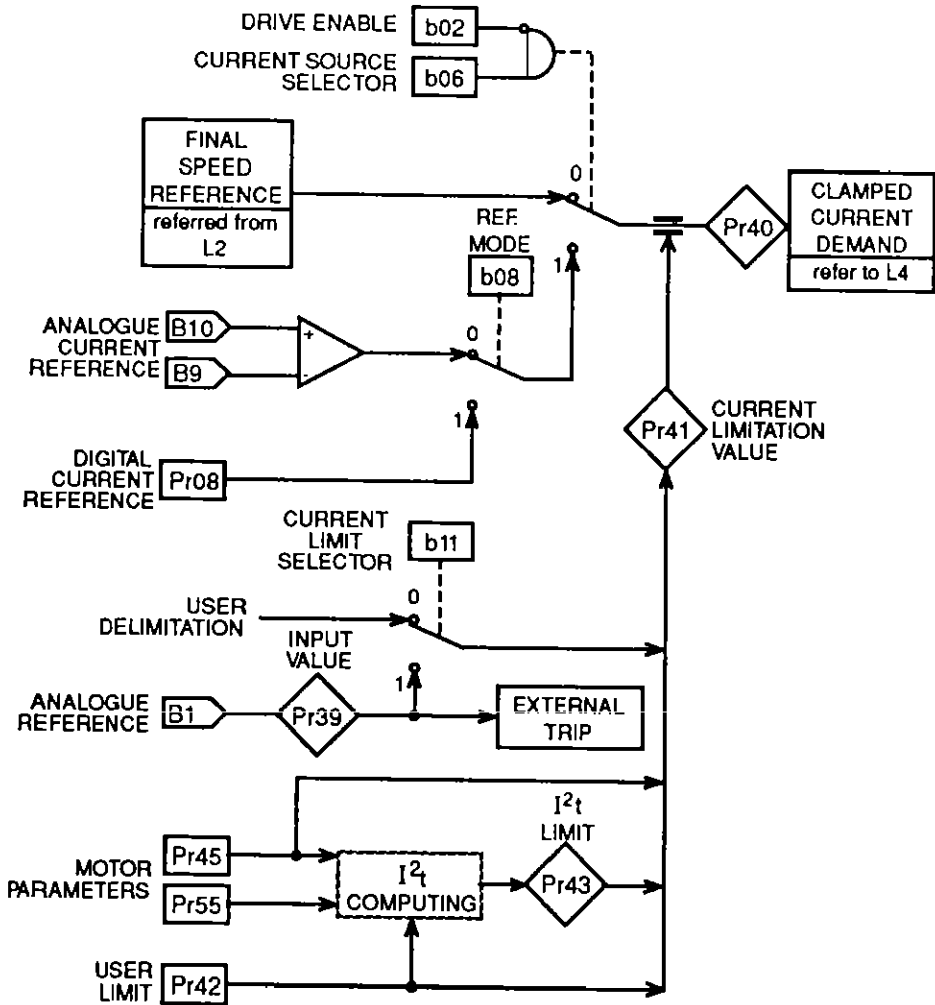 DRIVE ENABLE
b02
CURRENT SOURCE
SELECTOR
b06
FINAL
SPEED
REFERENCE
referred from
L2
0
1
REF.
MODE
b08
Pr40
CLAMPED
CURRENT
DEMAND
refer to L4
ANALOGUE
CURRENT
REFERENCE
B10
B9
+
-
0
1
DIGITAL
CURRENT
REFERENCE
Pr08
Pr41
CURRENT
LIMITATION
VALUE
CURRENT
LIMIT
SELECTOR
b11
USER
DELIMITATION
0
1
INPUT
VALUE
ANALOGUE
REFERENCE
B1
Pr39
EXTERNAL
TRIP
MOTOR
PARAMETERS
Pr45
Pr55
I²t
COMPUTING
I²t
LIMIT
Pr43
USER
LIMIT
Pr42